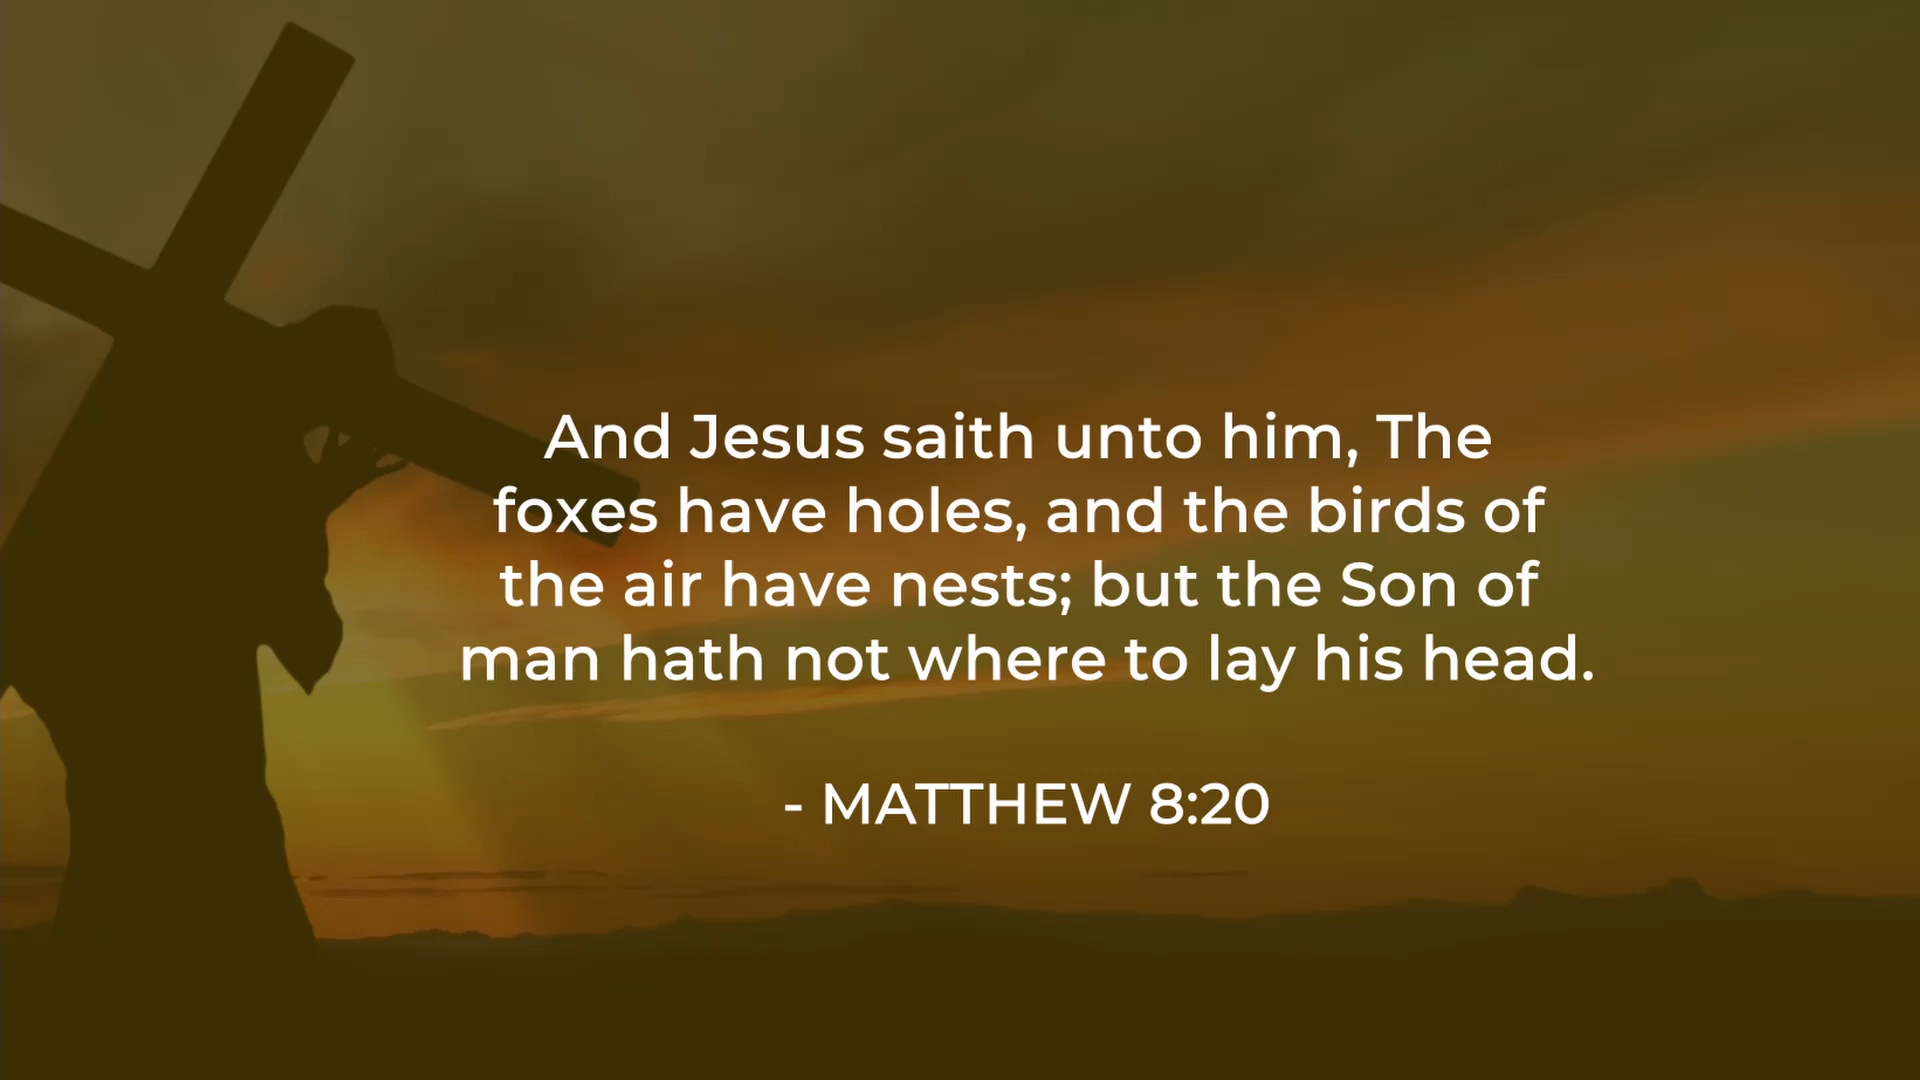 And Jesus saith unto him, The
foxes have holes, and the birds of
the air have nests; but the Son of
man hath not where to lay his head.
- MATTHEW 8:20